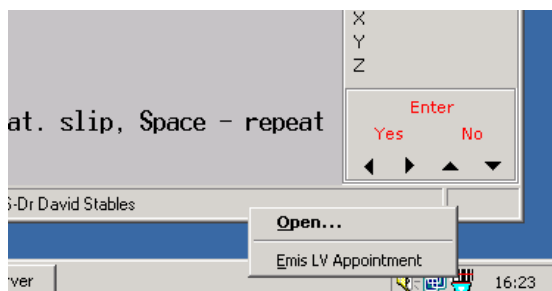 X
Y
Z
at. slip, Space - repeat
Enter
Yes No
S-Dr David Stables
Open...
Emis LV Appointment
rver
16:23